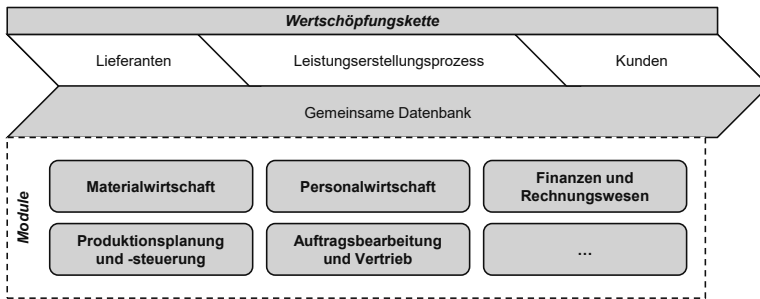 Wertschöpfungskette
Lieferanten
Leistungserstellungsprozess
Kunden
Gemeinsame Datenbank
Module
Materialwirtschaft
Personalwirtschaft
Finanzen und
Rechnungswesen
Produktionsplanung
und -steuerung
Auftragsbearbeitung
und Vertrieb
...